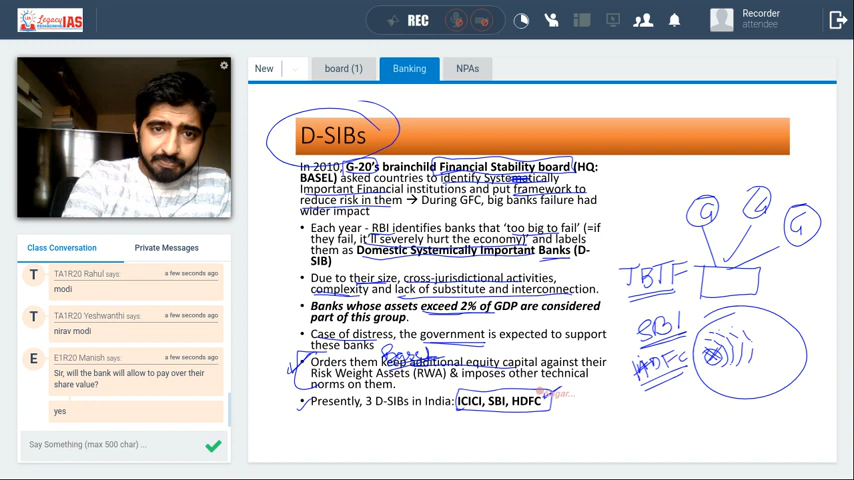 Legacy IAS
REC
Recorder
attendee
New
board (1)
Banking
NPAs
D-SIBs
In 2010, G-20's brainchild Financial Stability board (HQ:
BASEL) asked countries to identify Systematically
Important Financial institutions and put framework to
reduce risk in them → During GFC, big banks failure had
wider impact
• Each year - RBI identifies banks that 'too big to fail' (=if
they fail, it'll severely hurt the economy)' and labels
them as Domestic Systemically Important Banks (D-
SIB)
• Due to their size, cross-jurisdictional activities,
complexity and lack of substitute and interconnection.
• Banks whose assets exceed 2% of GDP are considered
part of this group.
• Case of distress, the government is expected to support
these banks
Basel
• Orders them keep additional equity capital against their
Risk Weight Assets (RWA) & imposes other technical
norms on them.
• Presently, 3 D-SIBs in India: ICICI, SBI, HDFC
G
G
G
TBTF
SBI
HDFC
Class Conversation
Private Messages
T
TA1R20 Rahul says:
a few seconds ago
modi
T
TA1R20 Yeshwanthi says:
a few seconds ago
nirav modi
E
E1R20 Manish says:
a few seconds ago
Sir, will the bank will allow to pay over their
share value?
yes
Say Something (max 500 char) ...